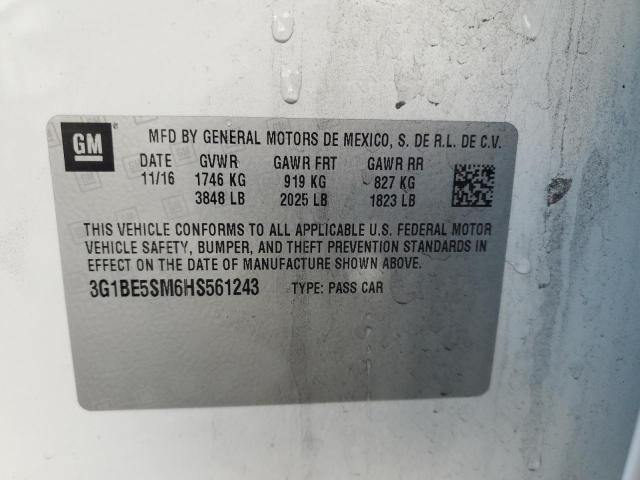 GM
MFD BY GENERAL MOTORS DE MEXICO, S. DE R.L. DE C.V.
DATE GVWR GAWR FRT GAWR RR
11/16 1746 KG 919 KG 827 KG
3848 LB 2025 LB 1823 LB
THIS VEHICLE CONFORMS TO ALL APPLICABLE U.S. FEDERAL MOTOR
VEHICLE SAFETY, BUMPER, AND THEFT PREVENTION STANDARDS IN
EFFECT ON THE DATE OF MANUFACTURE SHOWN ABOVE.
3G1BE5SM6HS561243 TYPE: PASS CAR